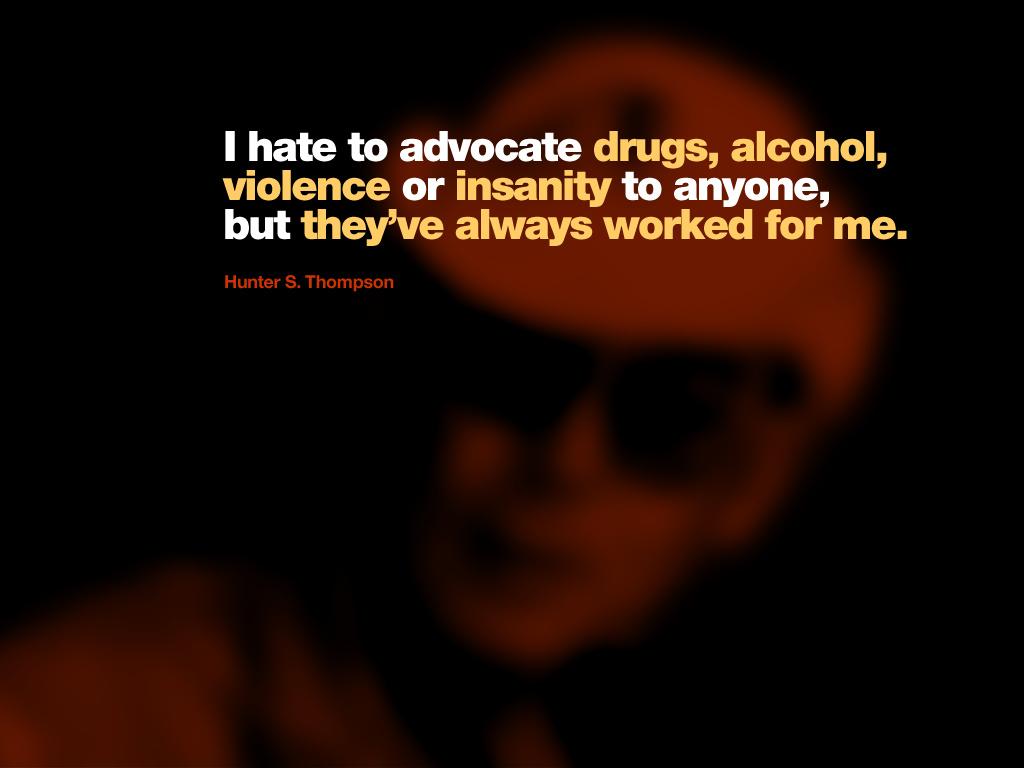 I hate to advocate drugs, alcohol,
violence or insanity to anyone,
but they’ve always worked for me.
Hunter S. Thompson